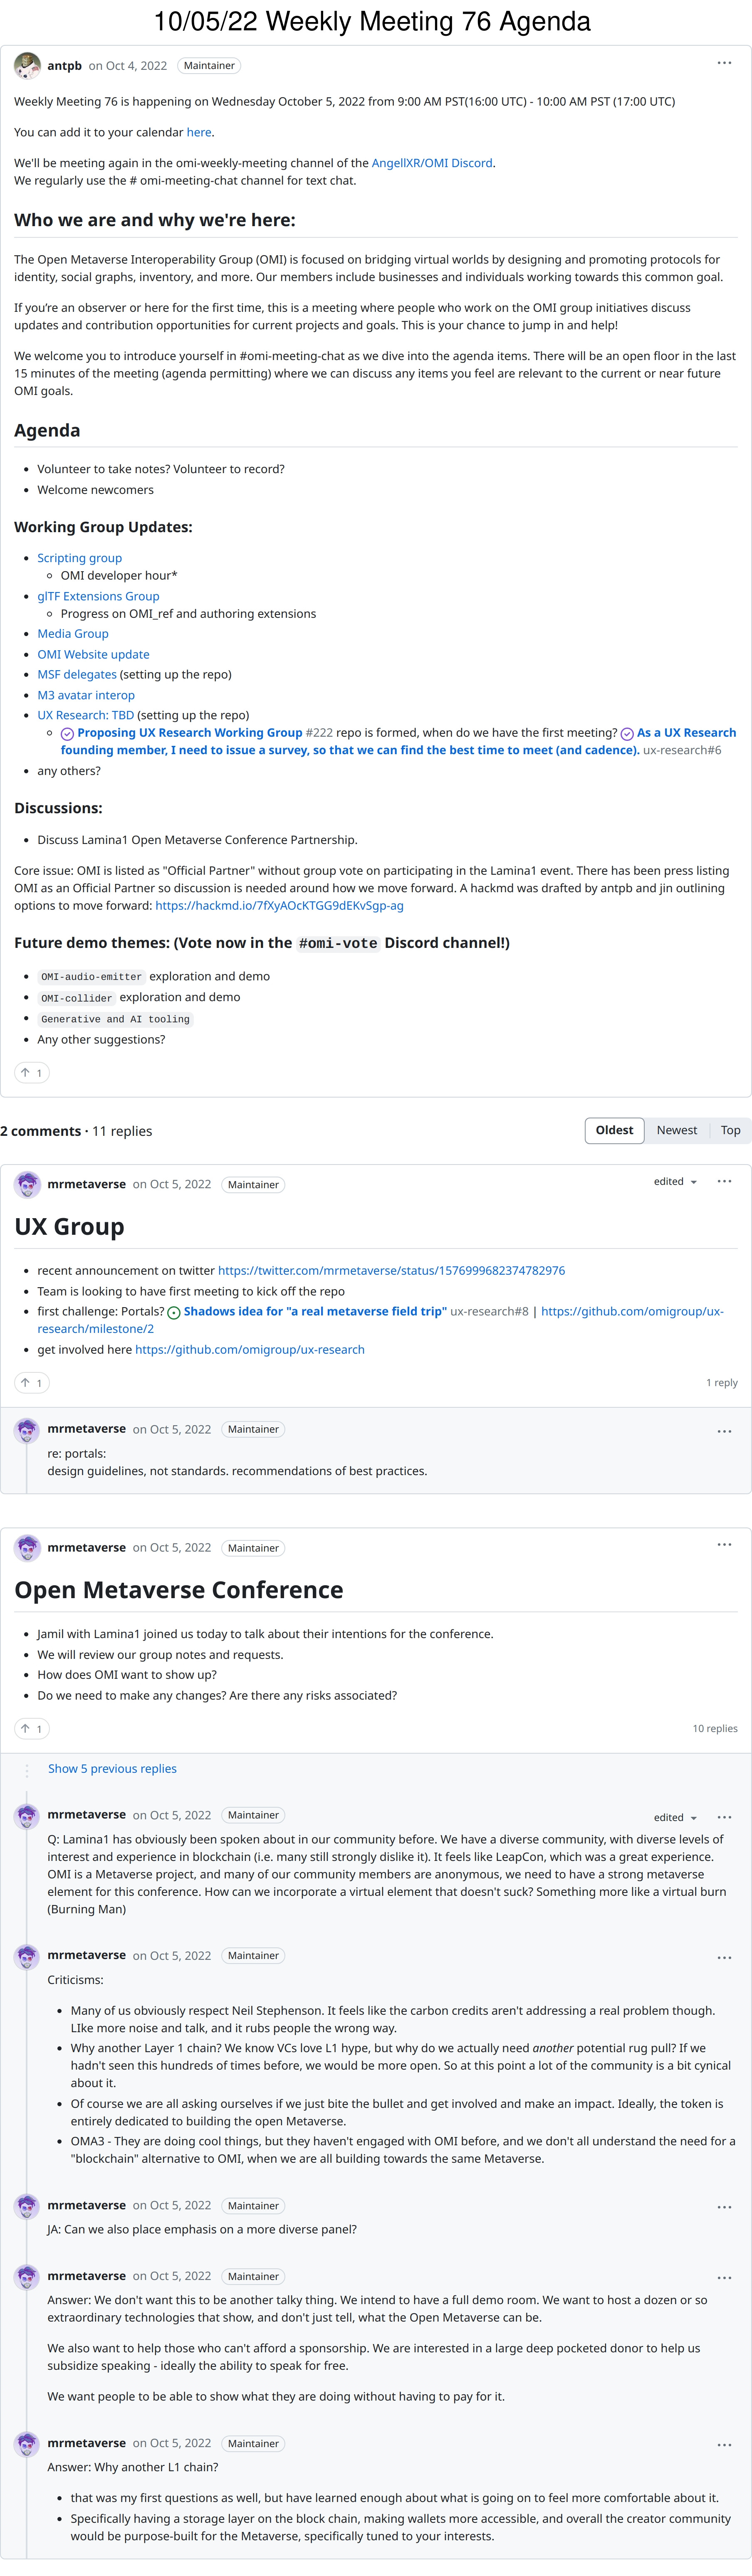 10/05/22 Weekly Meeting 76 Agenda
antpb on Oct 4, 2022 Maintainer
Weekly Meeting 76 is happening on Wednesday October 5, 2022 from 9:00 AM PST(16:00 UTC) - 10:00 AM PST (17:00 UTC)
You can add it to your calendar here.
We'll be meeting again in the omi-weekly-meeting channel of the AngellXR/OMI Discord.
We regularly use the # omi-meeting-chat channel for text chat.
Who we are and why we're here:
The Open Metaverse Interoperability Group (OMI) is focused on bridging virtual worlds by designing and promoting protocols for
identity, social graphs, inventory, and more. Our members include businesses and individuals working towards this common goal.
If you’re an observer or here for the first time, this is a meeting where people who work on the OMI group initiatives discuss
updates and contribution opportunities for current projects and goals. This is your chance to jump in and help!
We welcome you to introduce yourself in #omi-meeting-chat as we dive into the agenda items. There will be an open floor in the last
15 minutes of the meeting (agenda permitting) where we can discuss any items you feel are relevant to the current or near future
OMI goals.
Agenda
• Volunteer to take notes? Volunteer to record?
• Welcome newcomers
Working Group Updates:
• Scripting group
◦ OMI developer hour*
• glTF Extensions Group
◦ Progress on OMI_ref and authoring extensions
• Media Group
• OMI Website update
• MSF delegates (setting up the repo)
• M3 avatar interop
• UX Research: TBD (setting up the repo)
◦ Proposing UX Research Working Group #222 repo is formed, when do we have the first meeting? As a UX Research
founding member, I need to issue a survey, so that we can find the best time to meet (and cadence). ux-research#6
• any others?
Discussions:
• Discuss Lamina1 Open Metaverse Conference Partnership.
Core issue: OMI is listed as "Official Partner" without group vote on participating in the Lamina1 event. There has been press listing
OMI as an Official Partner so discussion is needed around how we move forward. A hackmd was drafted by antpb and jin outlining
options to move forward: https://hackmd.io/7fXyAOcKTGG9dEKvSgp-ag
Future demo themes: (Vote now in the #omi-vote Discord channel!)
• OMI-audio-emitter exploration and demo
• OMI-collider exploration and demo
• Generative and AI tooling
• Any other suggestions?
↑ 1
2 comments · 11 replies
Oldest Newest Top
mrmetaverse on Oct 5, 2022 Maintainer edited
UX Group
• recent announcement on twitter https://twitter.com/mrmetaverse/status/1576999682374782976
• Team is looking to have first meeting to kick off the repo
• first challenge: Portals? Shadows idea for "a real metaverse field trip" ux-research#8 | https://github.com/omigroup/ux-
research/milestone/2
• get involved here https://github.com/omigroup/ux-research
↑ 1 1 reply
mrmetaverse on Oct 5, 2022 Maintainer
re: portals:
design guidelines, not standards. recommendations of best practices.
mrmetaverse on Oct 5, 2022 Maintainer
Open Metaverse Conference
• Jamil with Lamina1 joined us today to talk about their intentions for the conference.
• We will review our group notes and requests.
• How does OMI want to show up?
• Do we need to make any changes? Are there any risks associated?
↑ 1 10 replies
Show 5 previous replies
mrmetaverse on Oct 5, 2022 Maintainer edited
Q: Lamina1 has obviously been spoken about in our community before. We have a diverse community, with diverse levels of
interest and experience in blockchain (i.e. many still strongly dislike it). It feels like LeapCon, which was a great experience.
OMI is a Metaverse project, and many of our community members are anonymous, we need to have a strong metaverse
element for this conference. How can we incorporate a virtual element that doesn't suck? Something more like a virtual burn
(Burning Man)
mrmetaverse on Oct 5, 2022 Maintainer
Criticisms:
• Many of us obviously respect Neil Stephenson. It feels like the carbon credits aren't addressing a real problem though.
LIke more noise and talk, and it rubs people the wrong way.
• Why another Layer 1 chain? We know VCs love L1 hype, but why do we actually need another potential rug pull? If we
hadn't seen this hundreds of times before, we would be more open. So at this point a lot of the community is a bit cynical
about it.
• Of course we are all asking ourselves if we just bite the bullet and get involved and make an impact. Ideally, the token is
entirely dedicated to building the open Metaverse.
• OMA3 - They are doing cool things, but they haven't engaged with OMI before, and we don't all understand the need for a
"blockchain" alternative to OMI, when we are all building towards the same Metaverse.
mrmetaverse on Oct 5, 2022 Maintainer
JA: Can we also place emphasis on a more diverse panel?
mrmetaverse on Oct 5, 2022 Maintainer
Answer: We don't want this to be another talky thing. We intend to have a full demo room. We want to host a dozen or so
extraordinary technologies that show, and don't just tell, what the Open Metaverse can be.
We also want to help those who can't afford a sponsorship. We are interested in a large deep pocketed donor to help us
subsidize speaking - ideally the ability to speak for free.
We want people to be able to show what they are doing without having to pay for it.
mrmetaverse on Oct 5, 2022 Maintainer
Answer: Why another L1 chain?
• that was my first questions as well, but have learned enough about what is going on to feel more comfortable about it.
• Specifically having a storage layer on the block chain, making wallets more accessible, and overall the creator community
would be purpose-built for the Metaverse, specifically tuned to your interests.